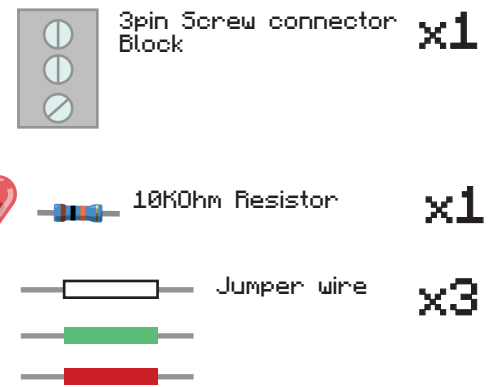 3pin Screw connector
Block
x1
10KOhm Resistor
x1
Jumper wire
x3